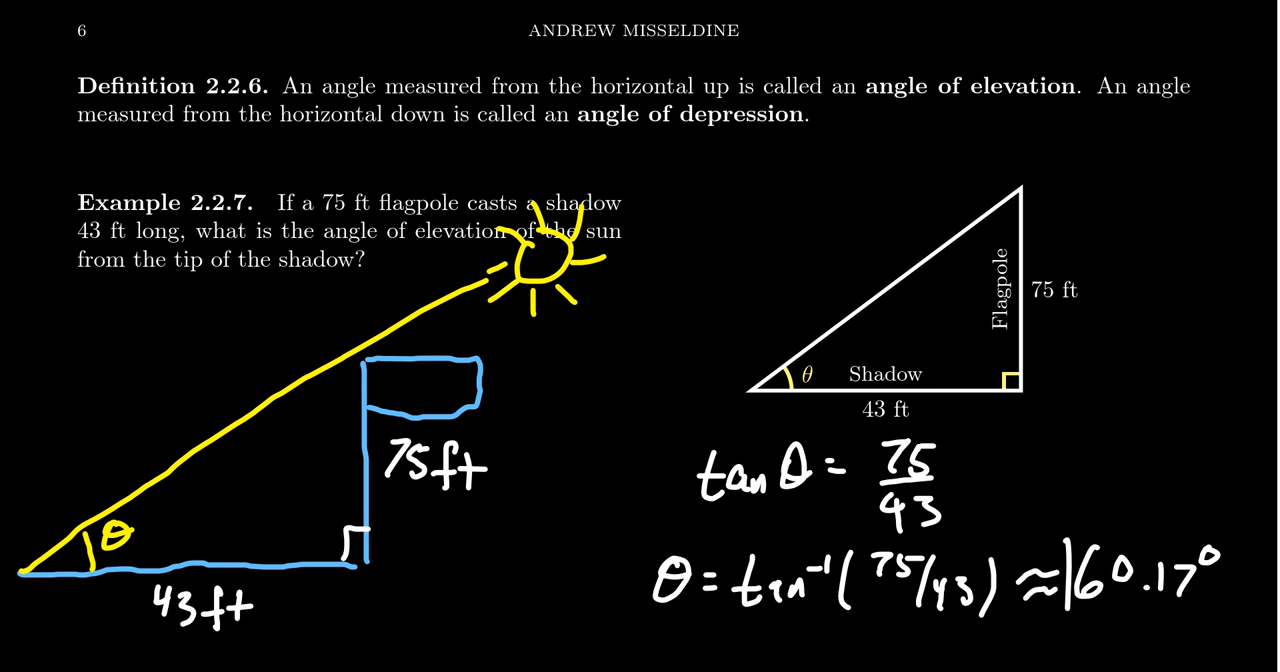 6
ANDREW MISSELDINE
Definition 2.2.6. An angle measured from the horizontal up is called an angle of elevation. An angle
measured from the horizontal down is called an angle of depression.
Example 2.2.7. If a 75 ft flagpole casts a shadow
43 ft long, what is the angle of elevation of the sun
from the tip of the shadow?
75ft
θ
43ft
Flagpole
75 ft
θ
Shadow
43 ft
tan θ = 75/43
θ = tan⁻¹(75/43) ≈ 60.17°